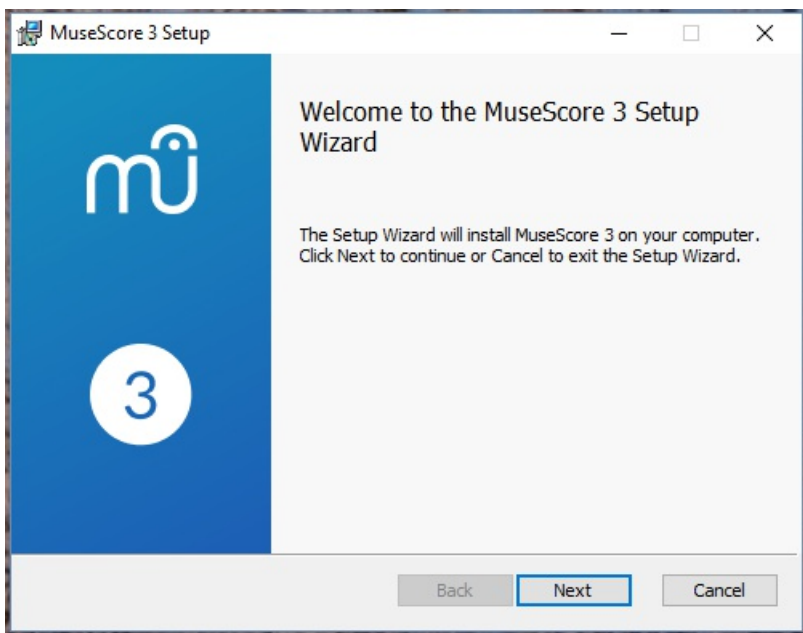 MuseScore 3 Setup
Welcome to the MuseScore 3 Setup
Wizard
The Setup Wizard will install MuseScore 3 on your computer.
Click Next to continue or Cancel to exit the Setup Wizard.
mu
3
Back
Next
Cancel